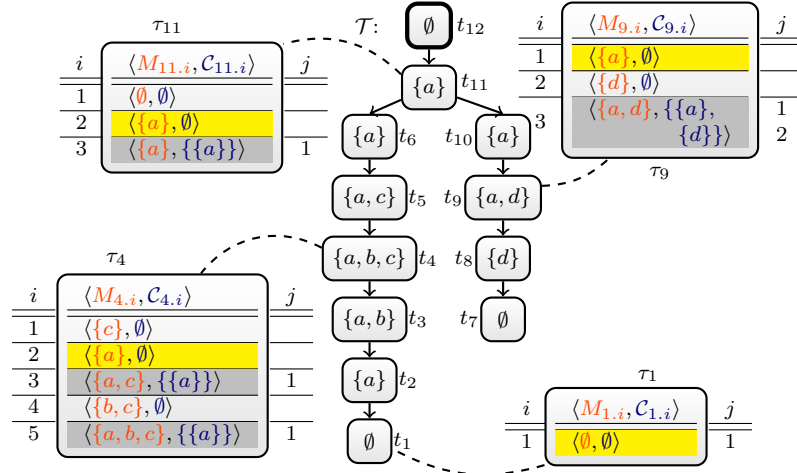 𝒯: ∅ t₁₂
{a} t₁₁
{a} t₆ t₁₀ {a}
{a, c} t₅ t₉ {a, d}
{a, b, c} t₄ t₈ {d}
{a, b} t₃ t₇ ∅
{a} t₂
∅ t₁
τ₁₁
i ⟨M₁₁.ᵢ, 𝒞₁₁.ᵢ⟩ j
1 ⟨∅, ∅⟩
2 ⟨{a}, ∅⟩
3 ⟨{a}, {{a}}⟩ 1
i ⟨M₉.ᵢ, 𝒞₉.ᵢ⟩ j
1 ⟨{a}, ∅⟩
2 ⟨{d}, ∅⟩
3 ⟨{a, d}, {{a}, 1
{d}}⟩ 2
τ₉
τ₄
i ⟨M₄.ᵢ, 𝒞₄.ᵢ⟩ j
1 ⟨{c}, ∅⟩
2 ⟨{a}, ∅⟩
3 ⟨{a, c}, {{a}}⟩ 1
4 ⟨{b, c}, ∅⟩
5 ⟨{a, b, c}, {{a}}⟩ 1
τ₁
i ⟨M₁.ᵢ, 𝒞₁.ᵢ⟩ j
1 ⟨∅, ∅⟩ 1